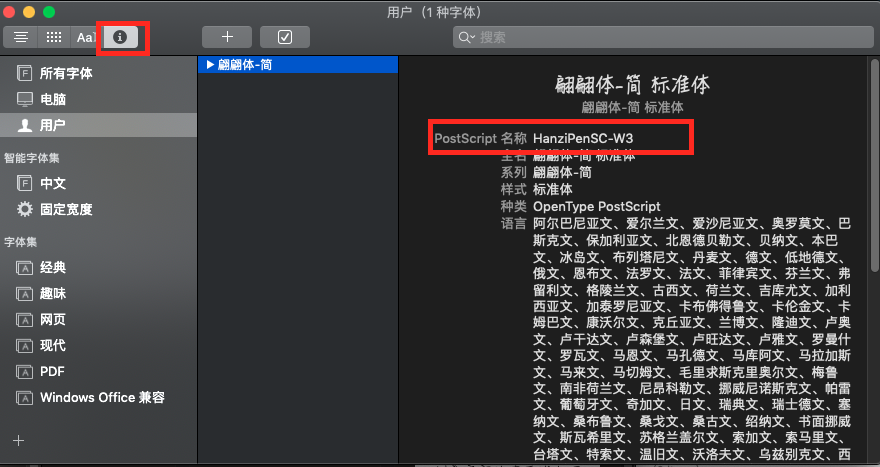 用户（1 种字体）
Aa
搜索
所有字体
电脑
用户
智能字体集
中文
固定宽度
字体集
经典
趣味
网页
现代
PDF
Windows Office 兼容
翩翩体-简
翩翩体-简 标准体
翩翩体-简 标准体
PostScript 名称 HanziPenSC-W3
全名 翩翩体-简 标准体
系列 翩翩体-简
样式 标准体
种类 OpenType PostScript
语言 阿尔巴尼亚文、爱尔兰文、爱沙尼亚文、奥罗莫文、巴
斯克文、保加利亚文、北恩德贝勒文、贝纳文、本巴
文、冰岛文、布列塔尼文、丹麦文、德文、低地德文、
俄文、恩布文、法罗文、法文、菲律宾文、芬兰文、弗
留利文、格陵兰文、古西文、荷兰文、吉库尤文、加利
西亚文、加泰罗尼亚文、卡布佛得鲁文、卡伦金文、卡
姆巴文、康沃尔文、克丘亚文、兰博文、隆迪文、卢奥
文、卢干达文、卢森堡文、卢旺达文、卢雅文、罗曼什
文、罗瓦文、马恩文、马孔德文、马库阿文、马拉加斯
文、马来文、马切姆文、毛里求斯克里奥尔文、梅鲁
文、南非荷兰文、尼昂科勒文、挪威尼诺斯克文、帕雷
文、葡萄牙文、奇加文、日文、瑞典文、瑞士德文、塞
纳文、桑布鲁文、桑戈文、桑古文、绍纳文、书面挪威
文、斯瓦希里文、苏格兰盖尔文、索加文、索马里文、
台塔文、特索文、温旧文、沃洛夫文、乌兹别克文、西